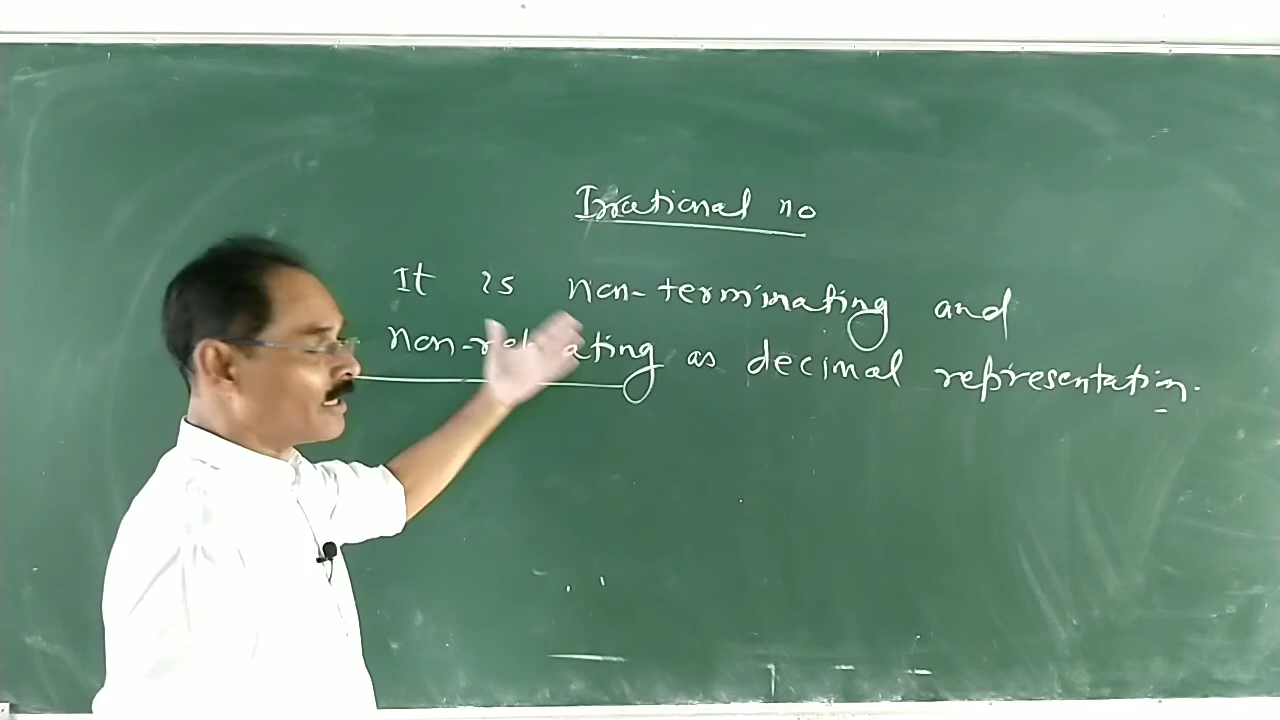 Irrational no
It is non-terminating and
non-repeating as decimal representation.